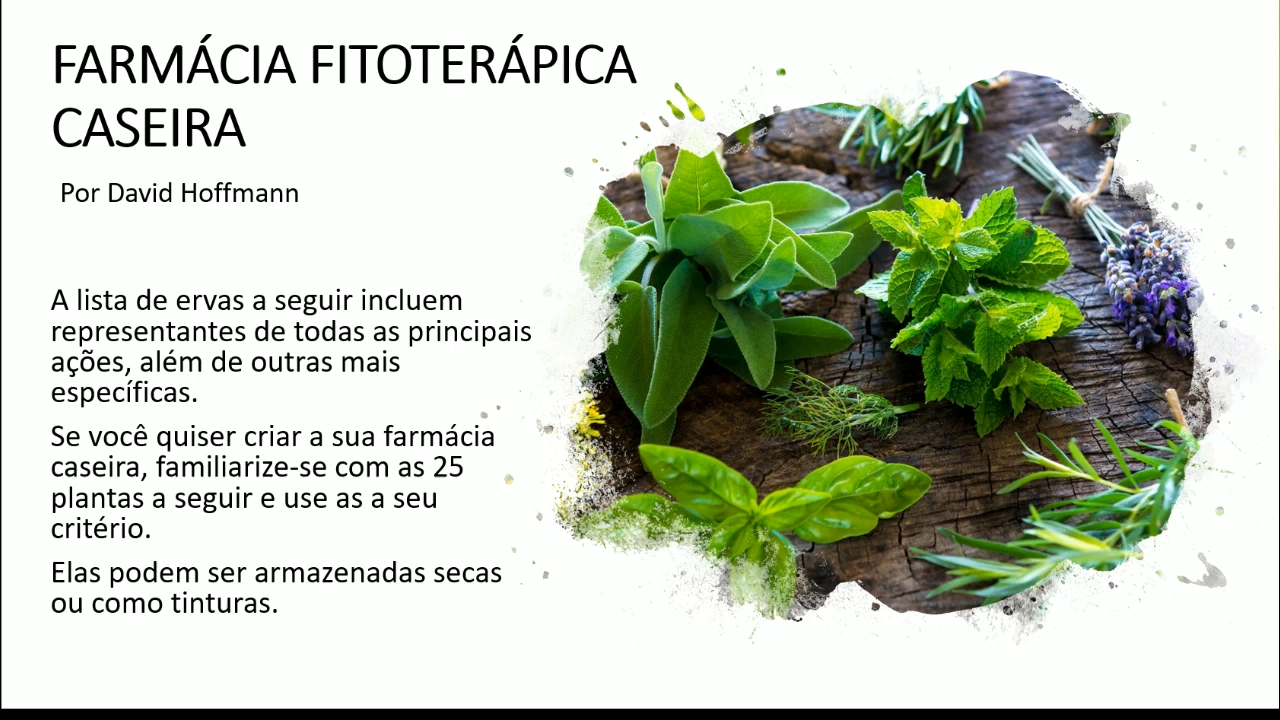 FARMÁCIA FITOTERÁPICA
CASEIRA
Por David Hoffmann
A lista de ervas a seguir incluem
representantes de todas as principais
ações, além de outras mais
específicas.
Se você quiser criar a sua farmácia
caseira, familiarize-se com as 25
plantas a seguir e use as a seu
critério.
Elas podem ser armazenadas secas
ou como tinturas.